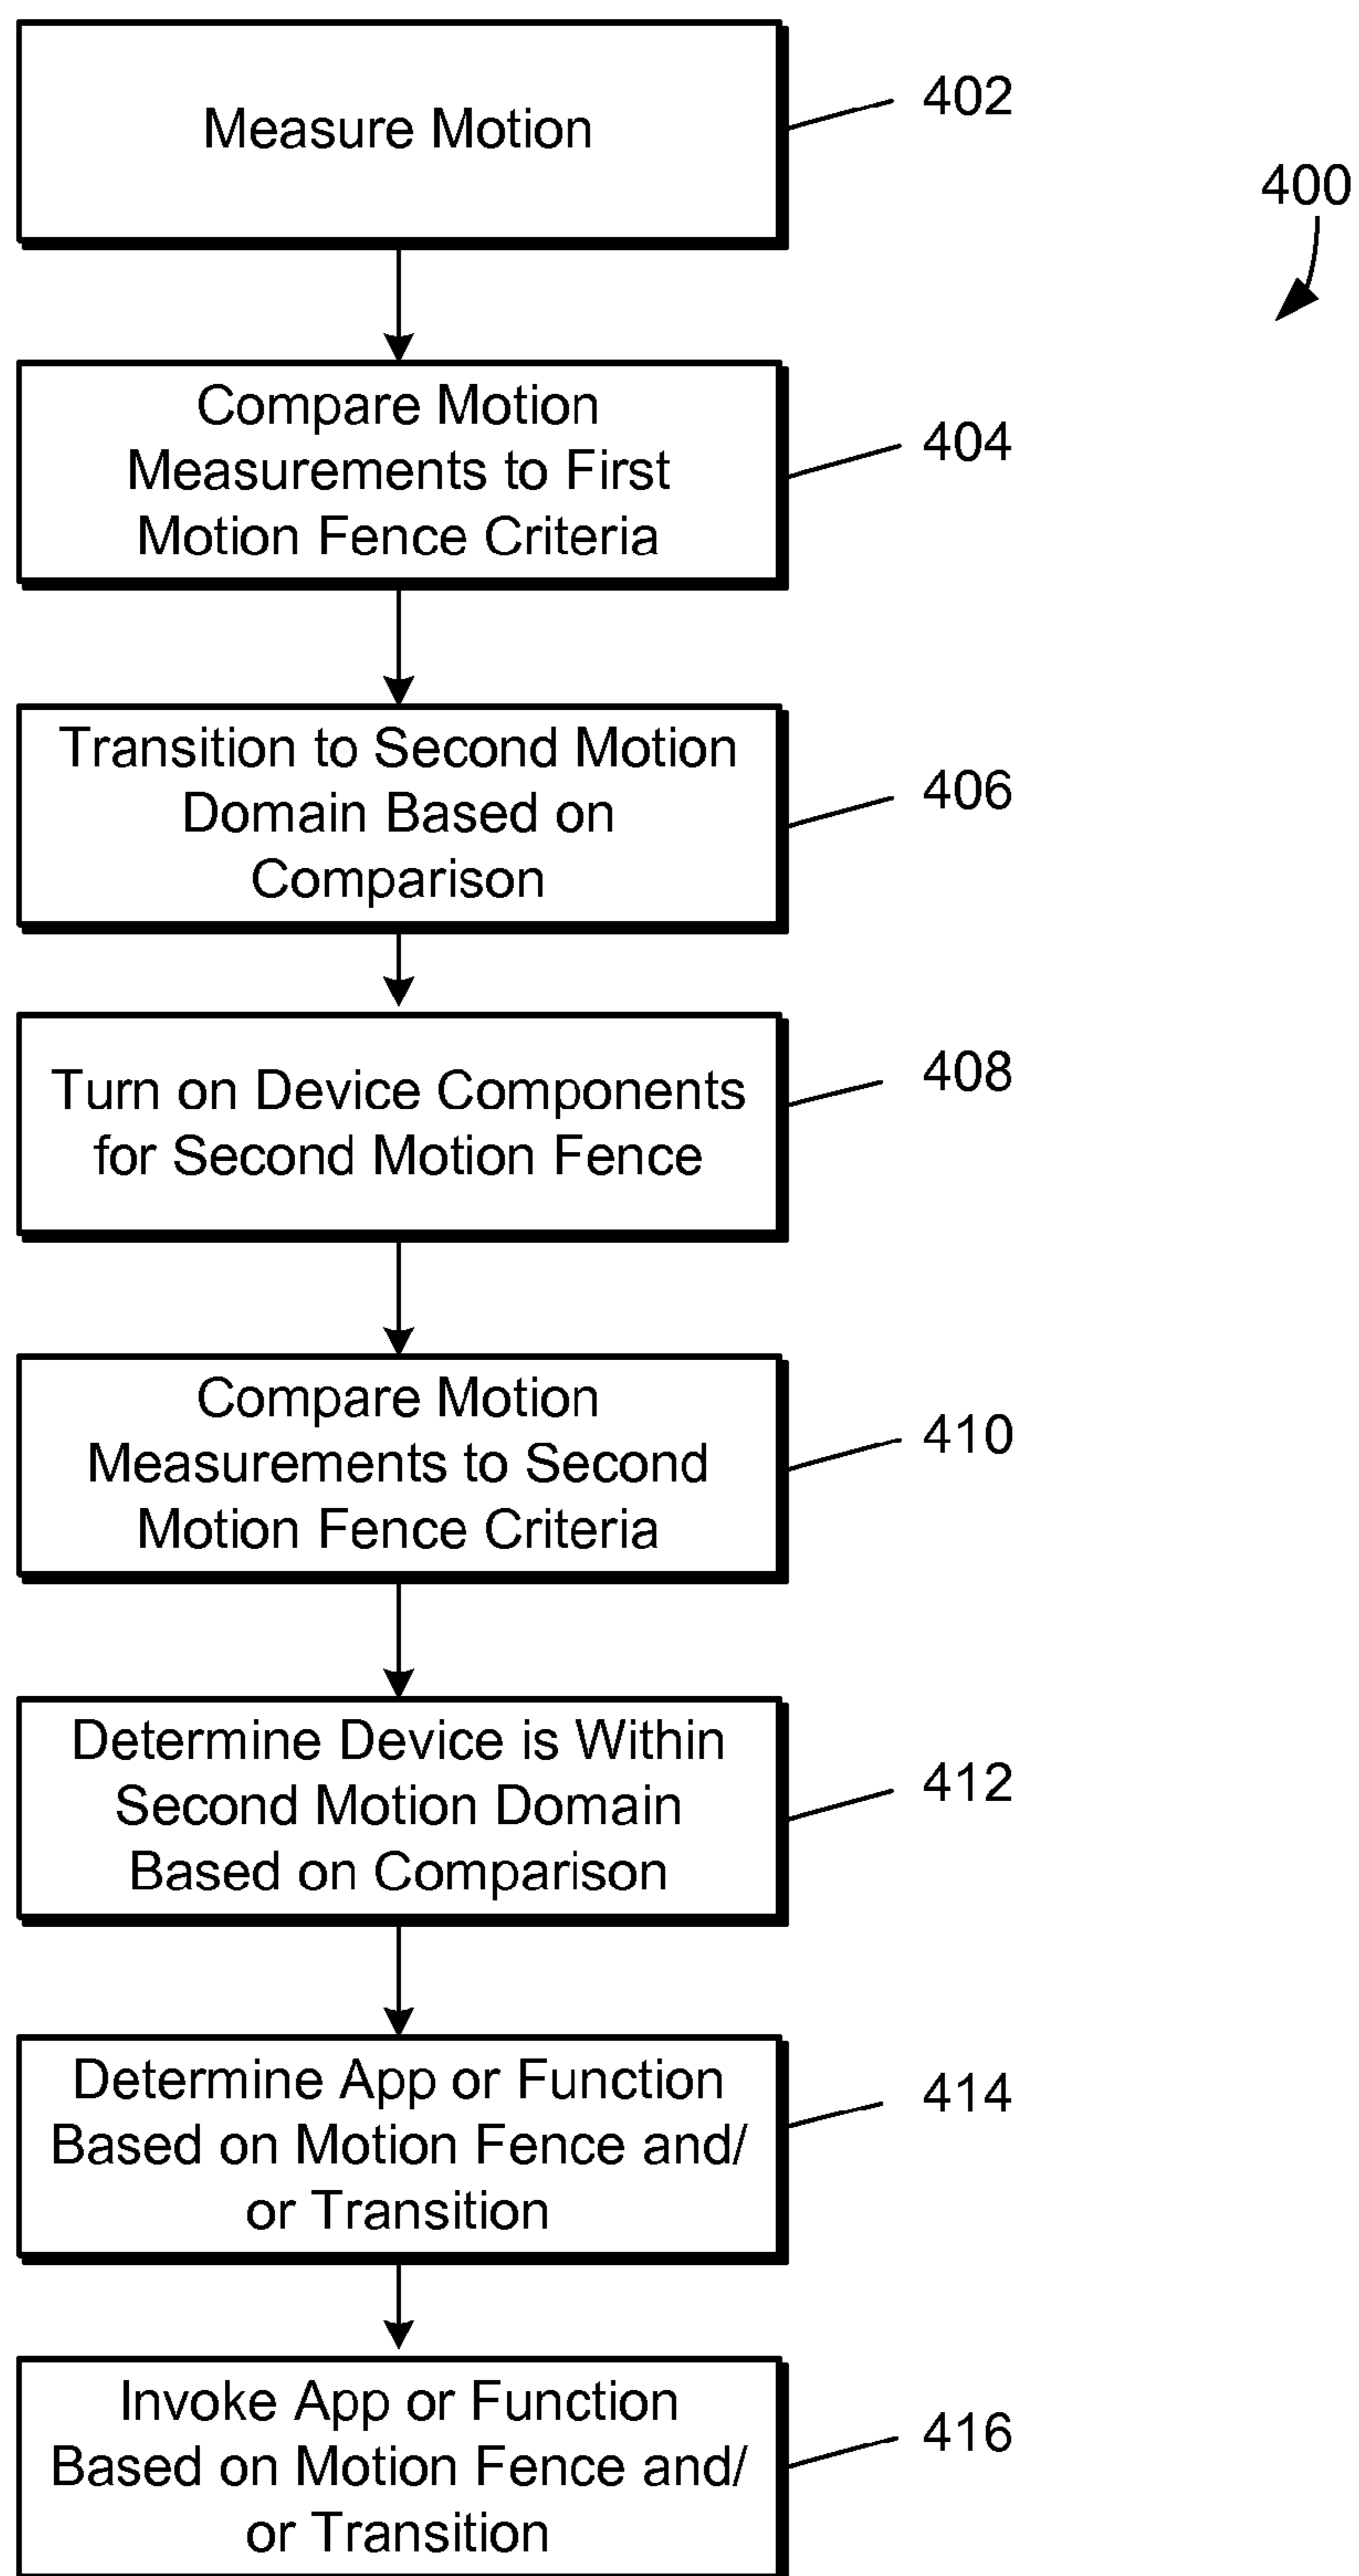 Measure Motion
402
400
Compare Motion
Measurements to First
Motion Fence Criteria
404
Transition to Second Motion
Domain Based on
Comparison
406
Turn on Device Components
for Second Motion Fence
408
Compare Motion
Measurements to Second
Motion Fence Criteria
410
Determine Device is Within
Second Motion Domain
Based on Comparison
412
Determine App or Function
Based on Motion Fence and/
or Transition
414
Invoke App or Function
Based on Motion Fence and/
or Transition
416